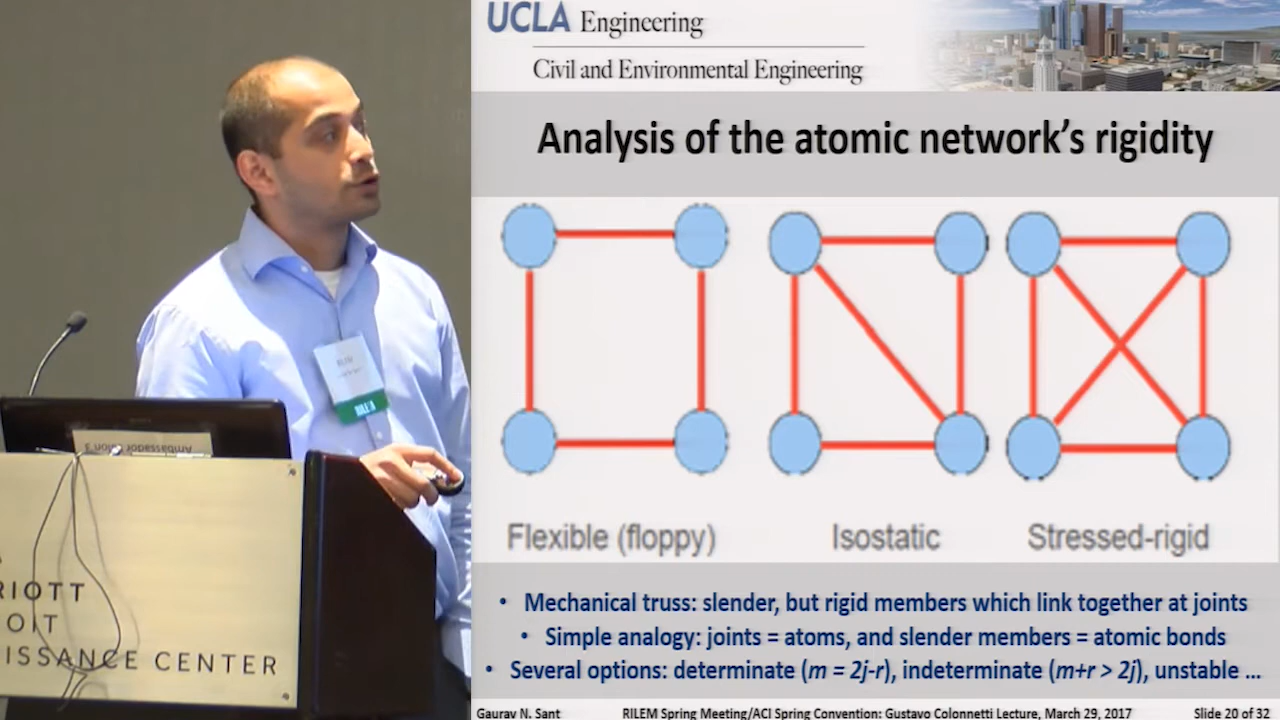 UCLA Engineering
Civil and Environmental Engineering
Analysis of the atomic network's rigidity
Flexible (floppy)
Isostatic
Stressed-rigid
• Mechanical truss: slender, but rigid members which link together at joints
• Simple analogy: joints = atoms, and slender members = atomic bonds
• Several options: determinate (m = 2j-r), indeterminate (m+r > 2j), unstable ...
Gaurav N. Sant
RILEM Spring Meeting/ACI Spring Convention: Gustavo Colonnetti Lecture, March 29, 2017
Slide 20 of 32
RILEM
Ambassador
RIOTT
OIT
ISSANCE CENTER